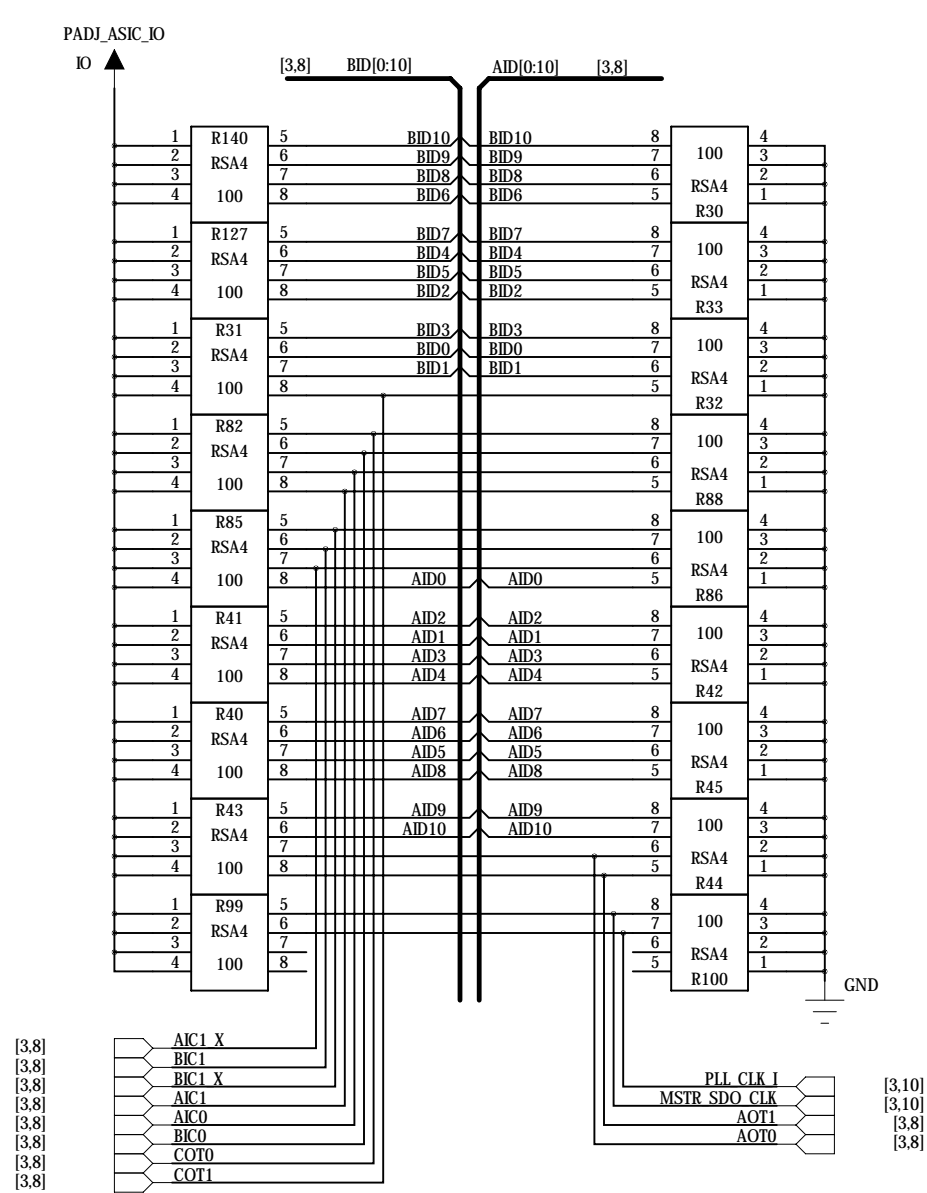 PADJ_ASIC_IO
IO
[3,8] BID[0:10] AID[0:10] [3,8]
1 R140 5 BID10 BID10 8 100 4
2 RSA4 6 BID9 BID9 7 3
3 7 BID8 BID8 6 RSA4 2
4 100 8 BID6 BID6 5 1
R30
1 R127 5 BID7 BID7 8 100 4
2 RSA4 6 BID4 BID4 7 3
3 7 BID5 BID5 6 RSA4 2
4 100 8 BID2 BID2 5 1
R33
1 R31 5 BID3 BID3 8 100 4
2 RSA4 6 BID0 BID0 7 3
3 7 BID1 BID1 6 RSA4 2
4 100 8 5 1
R32
1 R82 5 8 100 4
2 RSA4 6 7 3
3 7 6 RSA4 2
4 100 8 5 1
R88
1 R85 5 8 100 4
2 RSA4 6 7 3
3 7 6 RSA4 2
4 100 8 AID0 AID0 5 1
R86
1 R41 5 AID2 AID2 8 100 4
2 RSA4 6 AID1 AID1 7 3
3 7 AID3 AID3 6 RSA4 2
4 100 8 AID4 AID4 5 1
R42
1 R40 5 AID7 AID7 8 100 4
2 RSA4 6 AID6 AID6 7 3
3 7 AID5 AID5 6 RSA4 2
4 100 8 AID8 AID8 5 1
R45
1 R43 5 AID9 AID9 8 100 4
2 RSA4 6 AID10 AID10 7 3
3 7 6 RSA4 2
4 100 8 5 1
R44
1 R99 5 8 100 4
2 RSA4 6 7 3
3 7 6 RSA4 2
4 100 8 5 1
R100
GND
[3,8] AIC1_X
[3,8] BIC1
[3,8] BIC1_X
[3,8] AIC1
[3,8] AIC0
[3,8] BIC0
[3,8] COT0
[3,8] COT1
PLL_CLK_I [3,10]
MSTR_SDO_CLK [3,10]
AOT1 [3,8]
AOT0 [3,8]